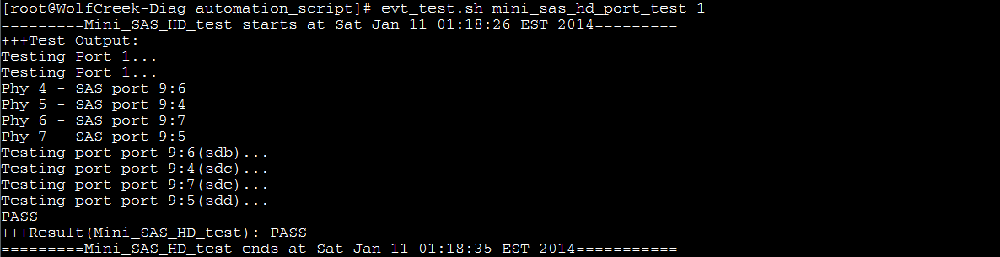 [root@WolfCreek-Diag automation_script]# evt_test.sh mini_sas_hd_port_test 1
=========Mini_SAS_HD_test starts at Sat Jan 11 01:18:26 EST 2014=========
+++Test Output:
Testing Port 1...
Testing Port 1...
Phy 4 - SAS port 9:6
Phy 5 - SAS port 9:4
Phy 6 - SAS port 9:7
Phy 7 - SAS port 9:5
Testing port port-9:6(sdb)...
Testing port port-9:4(sdc)...
Testing port port-9:7(sde)...
Testing port port-9:5(sdd)...
PASS
+++Result(Mini_SAS_HD_test): PASS
=========Mini_SAS_HD_test ends at Sat Jan 11 01:18:35 EST 2014===========